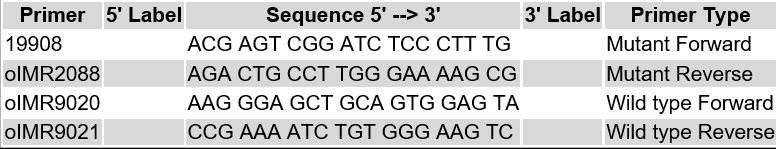 Primer 5' Label Sequence 5' --> 3' 3' Label Primer Type
19908 ACG AGT CGG ATC TCC CTT TG Mutant Forward
oIMR2088 AGA CTG CCT TGG GAA AAG CG Mutant Reverse
oIMR9020 AAG GGA GCT GCA GTG GAG TA Wild type Forward
oIMR9021 CCG AAA ATC TGT GGG AAG TC Wild type Reverse